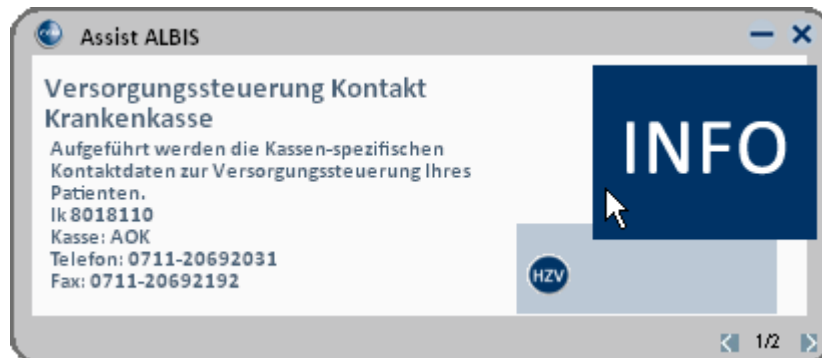 Assist ALBIS
Versorgungssteuerung Kontakt
Krankenkasse
INFO
Aufgeführt werden die Kassen-spezifischen
Kontaktdaten zur Versorgungssteuerung Ihres
Patienten.
Ik 8018110
Kasse: AOK
Telefon: 0711-20692031
Fax: 0711-20692192
HZV
1/2